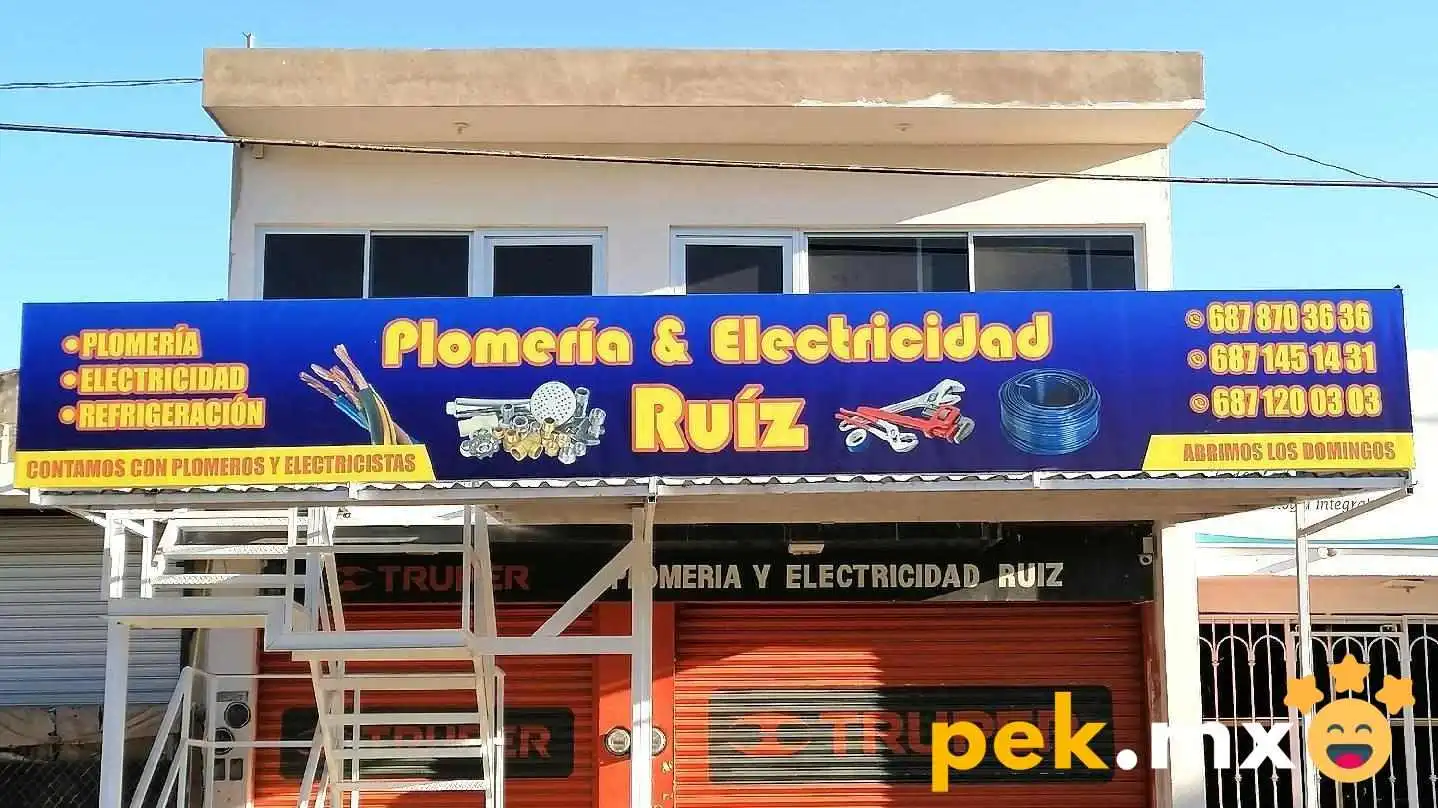 •PLOMERÍA
•ELECTRICIDAD
•REFRIGERACIÓN
CONTAMOS CON PLOMEROS Y ELECTRICISTAS
Plomería & Electricidad
Ruíz
687 870 36 36
687 145 14 31
687 120 03 03
ABRIMOS LOS DOMINGOS
Integral
TRUPER
PLOMERIA Y ELECTRICIDAD RUIZ
TRUPER
TRUPER
pek.mx